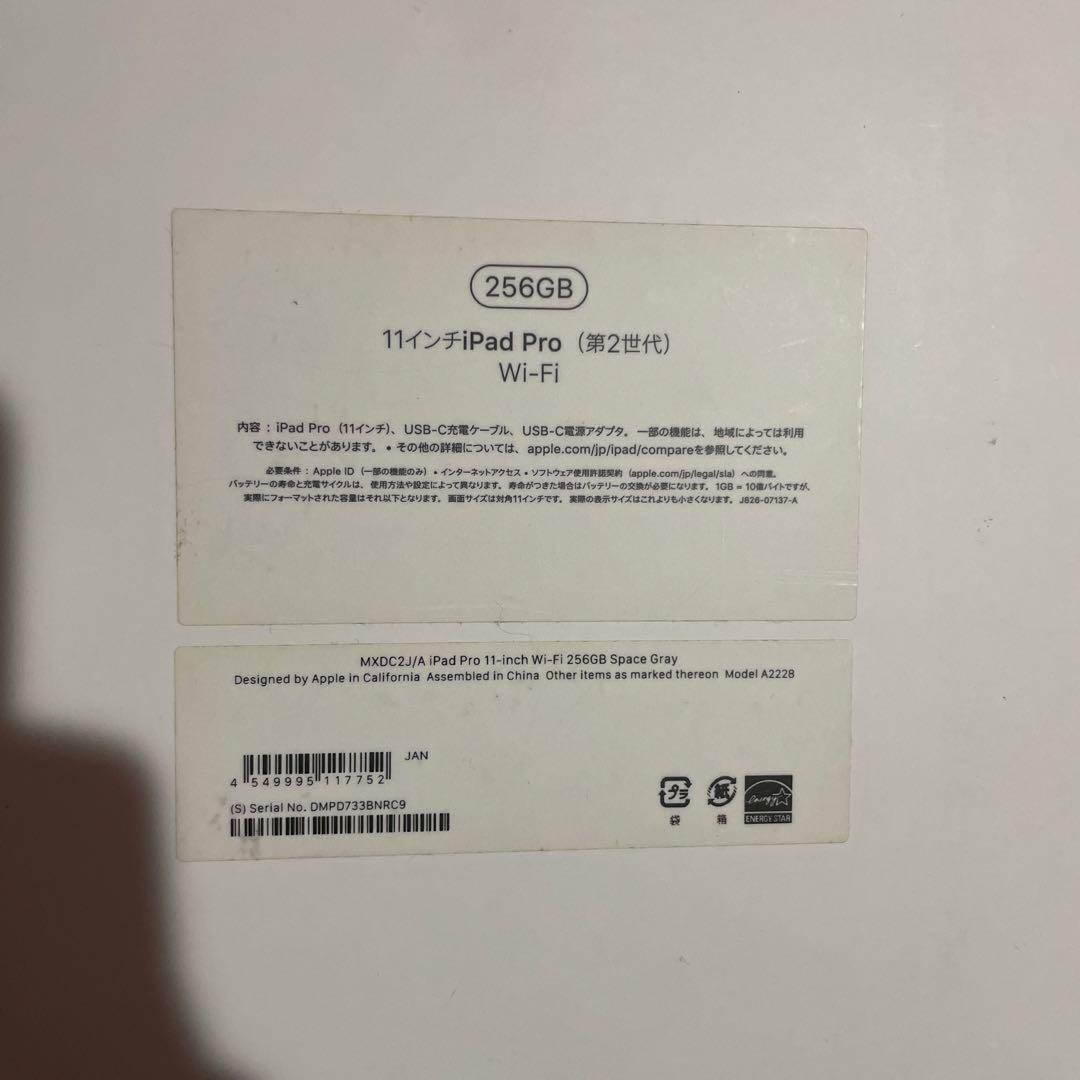 256GB
11インチiPad Pro（第2世代）
Wi-Fi
内容：iPad Pro（11インチ）、USB-C充電ケーブル、USB-C電源アダプタ。一部の機能は、地域によっては利用
できないことがあります。• その他の詳細については、apple.com/jp/ipad/compareを参照してください。
必要条件：Apple ID（一部の機能のみ）• インターネットアクセス • ソフトウェア使用許諾契約（apple.com/jp/legal/sla）への同意。
バッテリーの寿命と充電サイクルは、使用方法や設定によって異なります。寿命がつきた場合はバッテリーの交換が必要になります。1GB = 10億バイトですが、
実際にフォーマットされた容量はそれ以下となります。画面サイズは対角11インチです。実際の表示サイズはこれよりも小さくなります。J826-07137-A
MXDC2J/A iPad Pro 11-inch Wi-Fi 256GB Space Gray
Designed by Apple in California Assembled in China Other items as marked thereon Model A2228
JAN
4 549995 117752
(S) Serial No. DMPD733BNRC9
プラ 紙 energy
袋 箱 ENERGY STAR